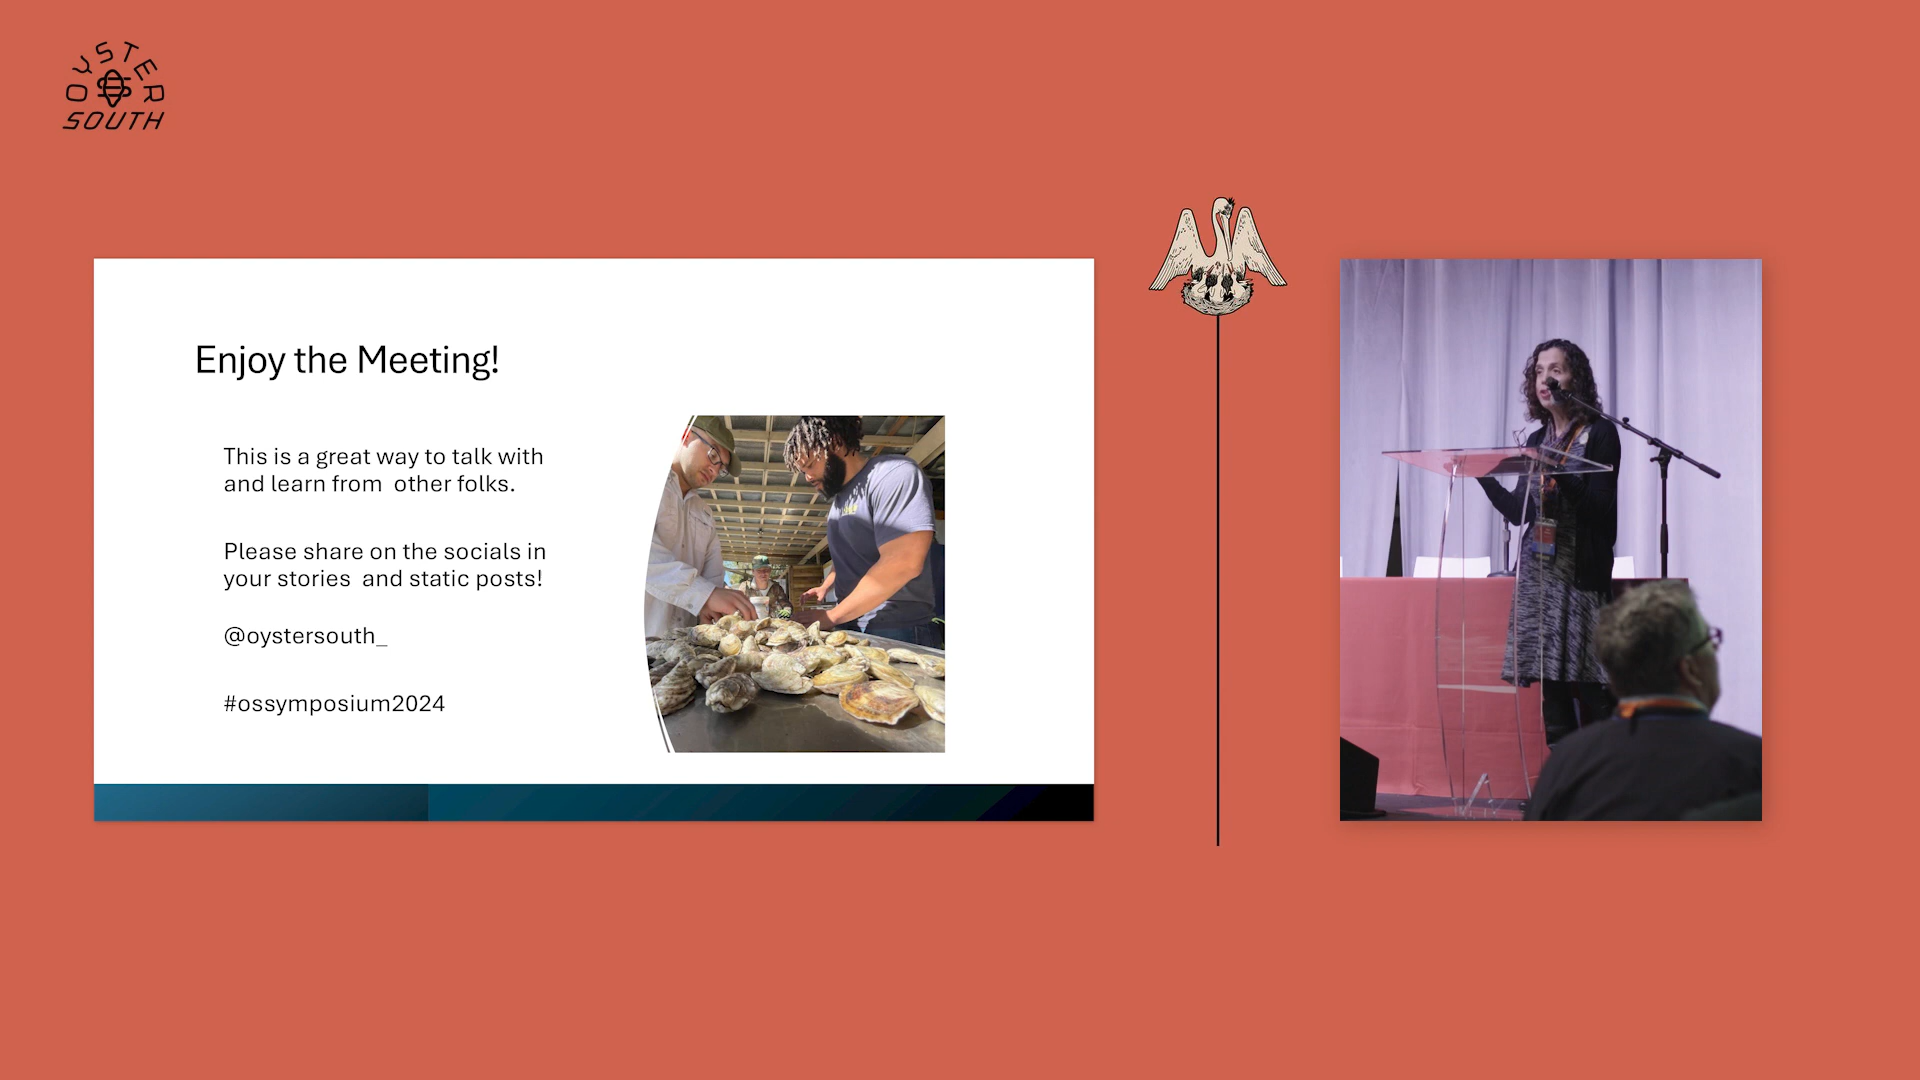 OYSTER
SOUTH
Enjoy the Meeting!
This is a great way to talk with
and learn from  other folks.
Please share on the socials in
your stories  and static posts!
@oystersouth_
#ossymposium2024